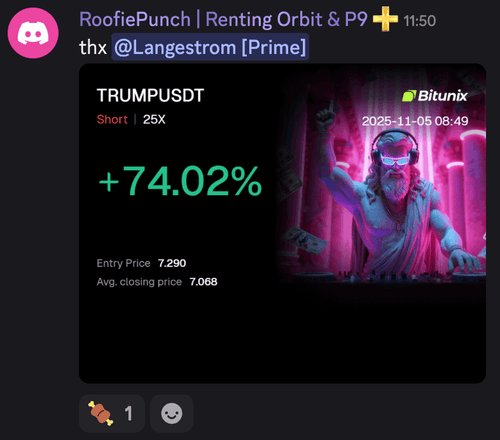 RoofiePunch | Renting Orbit & P9 11:50
thx @Langestrom [Prime]
TRUMPUSDT
Bitunix
Short | 25X
2025-11-05 08:49
+74.02%
Entry Price 7.290
Avg. closing price 7.068
1